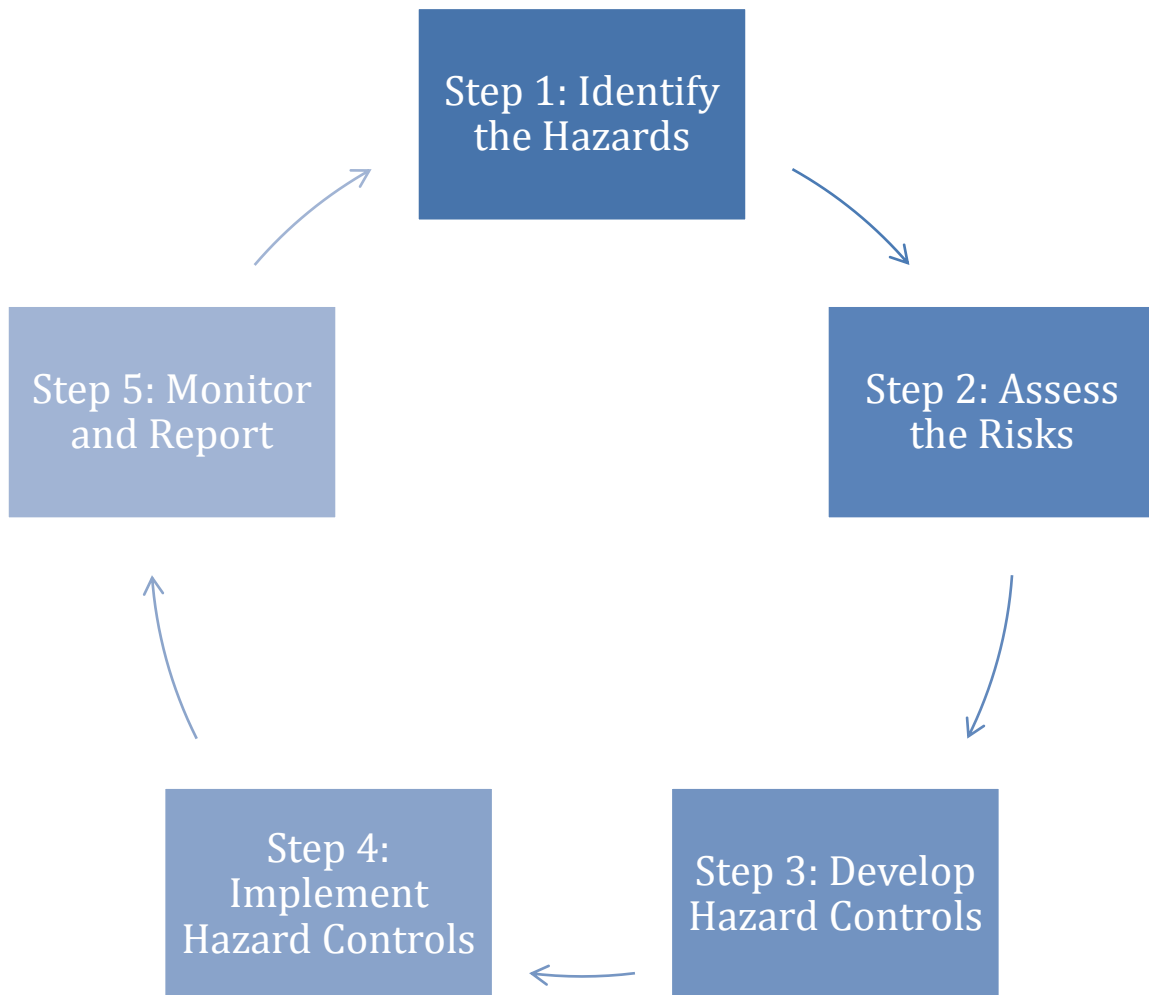 Step 1: Identify
the Hazards
Step 2: Assess
the Risks
Step 3: Develop
Hazard Controls
Step 4:
Implement
Hazard Controls
Step 5: Monitor
and Report